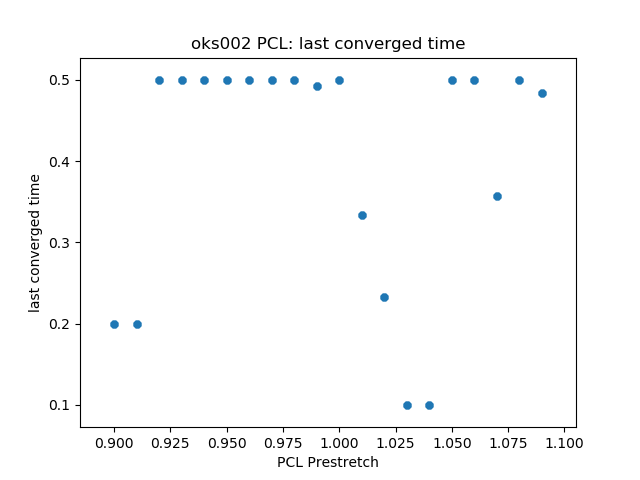 oks002 PCL: last converged time
0.5
0.4
0.3
0.2
0.1
last converged time
0.900 0.925 0.950 0.975 1.000 1.025 1.050 1.075 1.100
PCL Prestretch